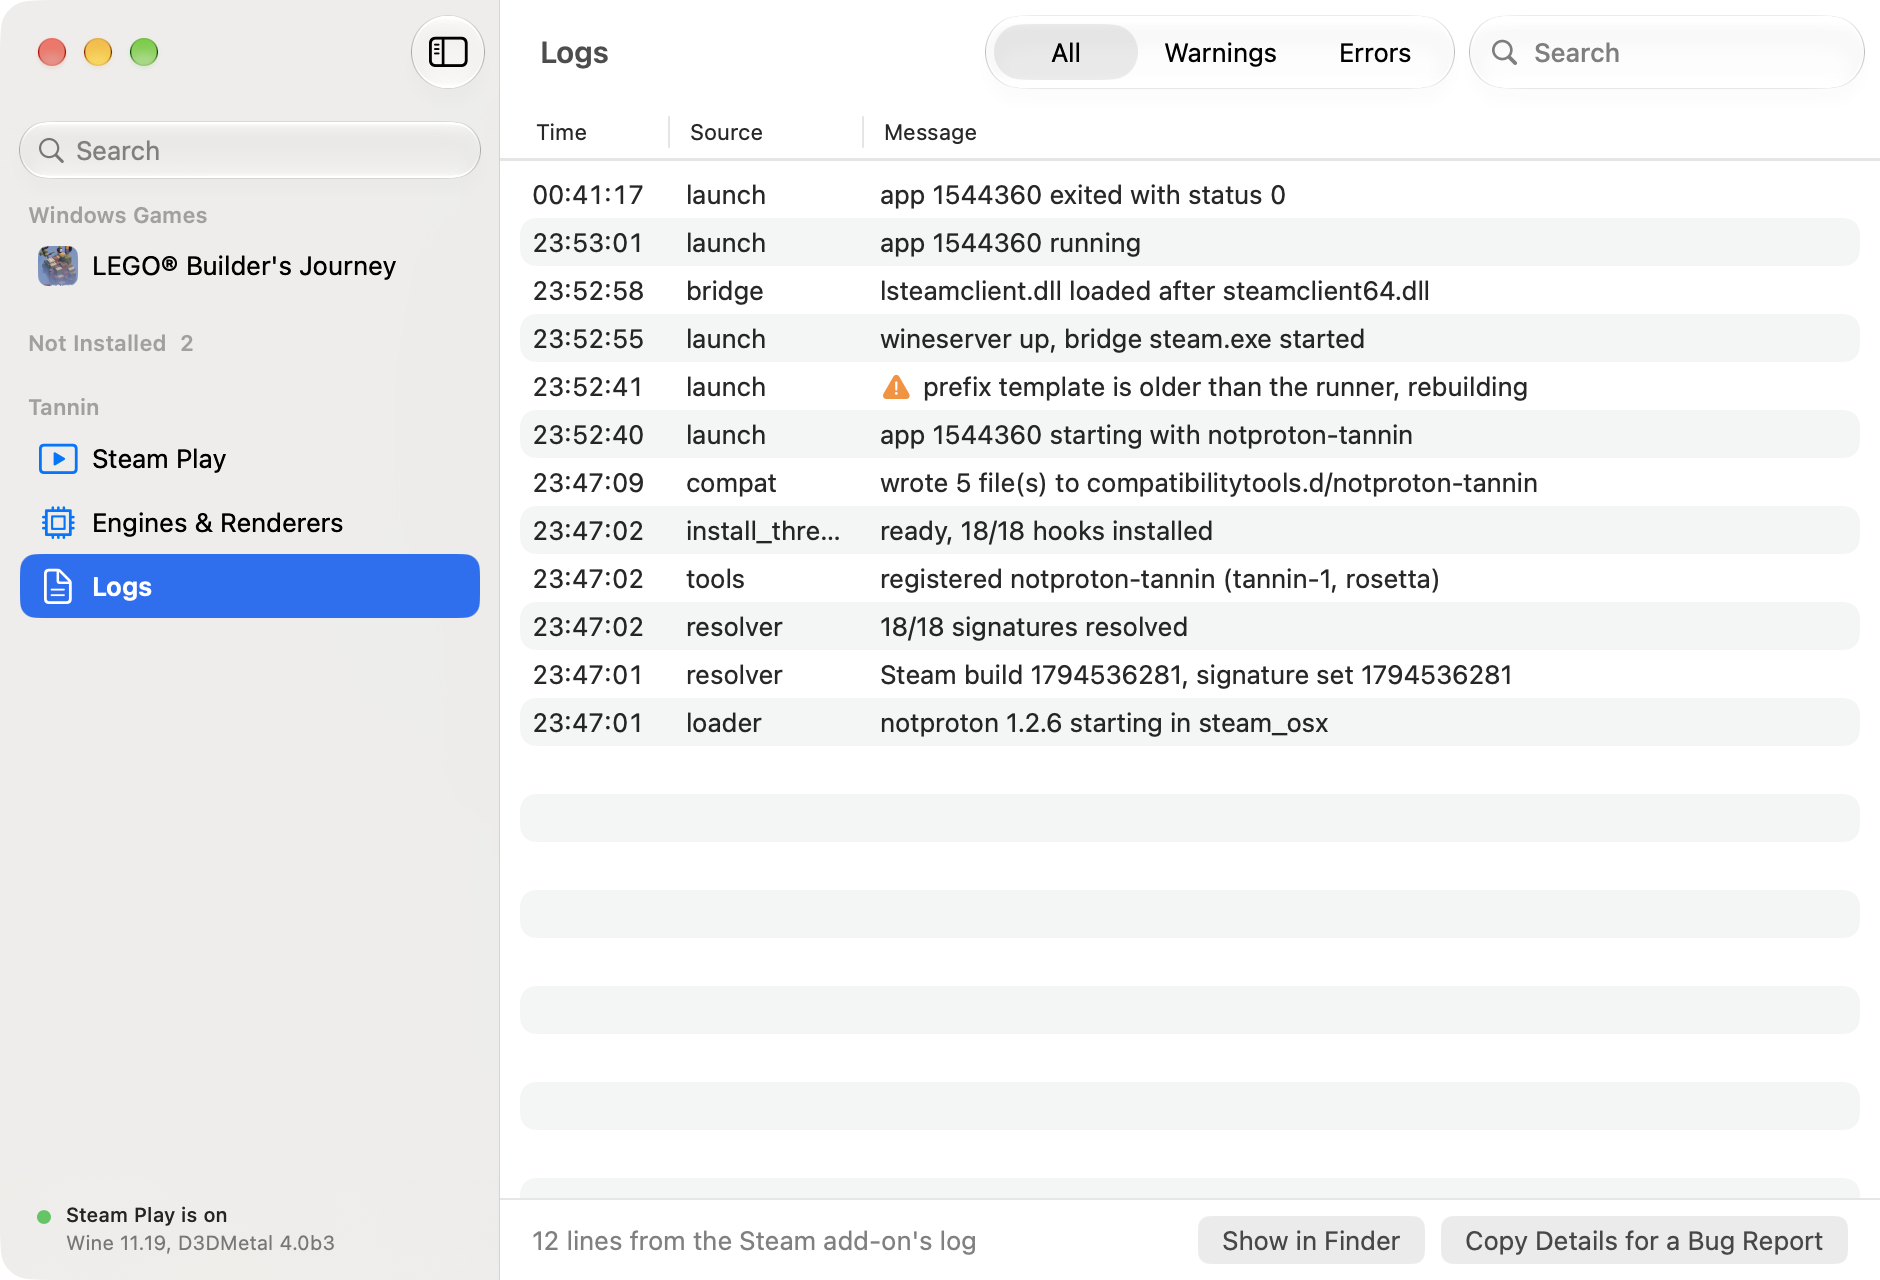 Logs
All Warnings Errors
Search
Search
Windows Games
LEGO® Builder's Journey
Not Installed 2
Tannin
Steam Play
Engines & Renderers
Logs
Steam Play is on
Wine 11.19, D3DMetal 4.0b3
Time Source Message
00:41:17 launch app 1544360 exited with status 0
23:53:01 launch app 1544360 running
23:52:58 bridge lsteamclient.dll loaded after steamclient64.dll
23:52:55 launch wineserver up, bridge steam.exe started
23:52:41 launch prefix template is older than the runner, rebuilding
23:52:40 launch app 1544360 starting with notproton-tannin
23:47:09 compat wrote 5 file(s) to compatibilitytools.d/notproton-tannin
23:47:02 install_thre... ready, 18/18 hooks installed
23:47:02 tools registered notproton-tannin (tannin-1, rosetta)
23:47:02 resolver 18/18 signatures resolved
23:47:01 resolver Steam build 1794536281, signature set 1794536281
23:47:01 loader notproton 1.2.6 starting in steam_osx
12 lines from the Steam add-on's log
Show in Finder
Copy Details for a Bug Report